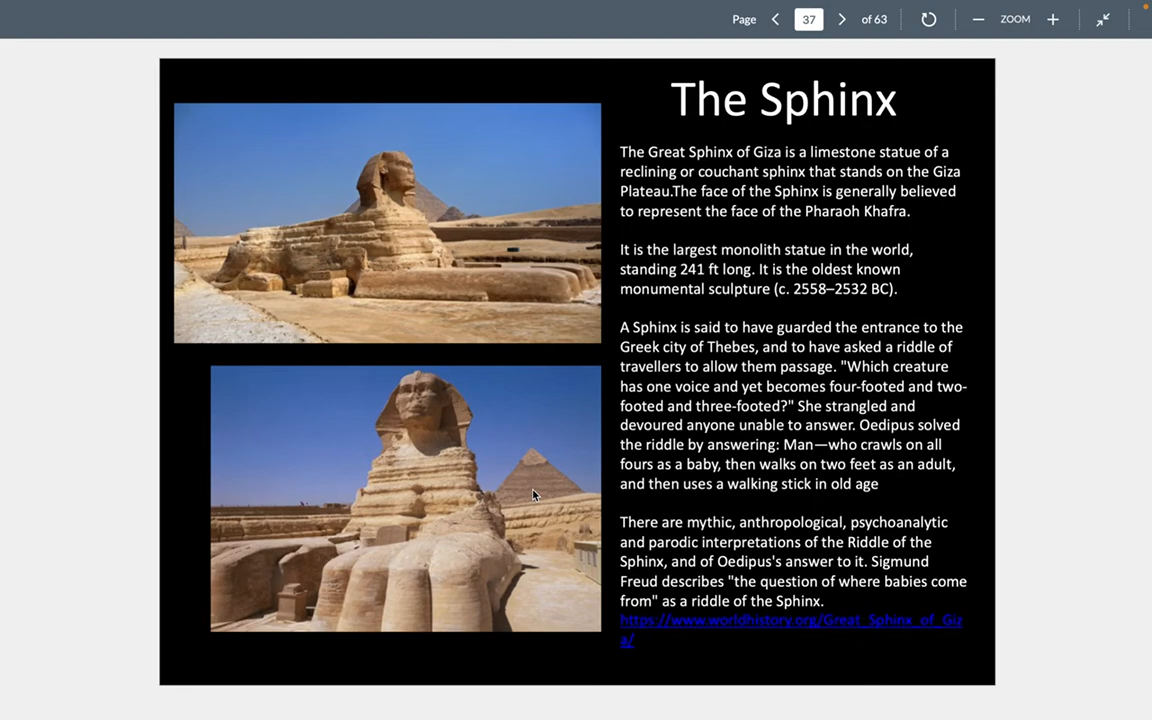 Page 37 of 63 ZOOM
The Sphinx
The Great Sphinx of Giza is a limestone statue of a
reclining or couchant sphinx that stands on the Giza
Plateau.The face of the Sphinx is generally believed
to represent the face of the Pharaoh Khafra.
It is the largest monolith statue in the world,
standing 241 ft long. It is the oldest known
monumental sculpture (c. 2558–2532 BC).
A Sphinx is said to have guarded the entrance to the
Greek city of Thebes, and to have asked a riddle of
travellers to allow them passage. "Which creature
has one voice and yet becomes four-footed and two-
footed and three-footed?" She strangled and
devoured anyone unable to answer. Oedipus solved
the riddle by answering: Man—who crawls on all
fours as a baby, then walks on two feet as an adult,
and then uses a walking stick in old age
There are mythic, anthropological, psychoanalytic
and parodic interpretations of the Riddle of the
Sphinx, and of Oedipus's answer to it. Sigmund
Freud describes "the question of where babies come
from" as a riddle of the Sphinx.
https://www.worldhistory.org/Great_Sphinx_of_Giz
a/